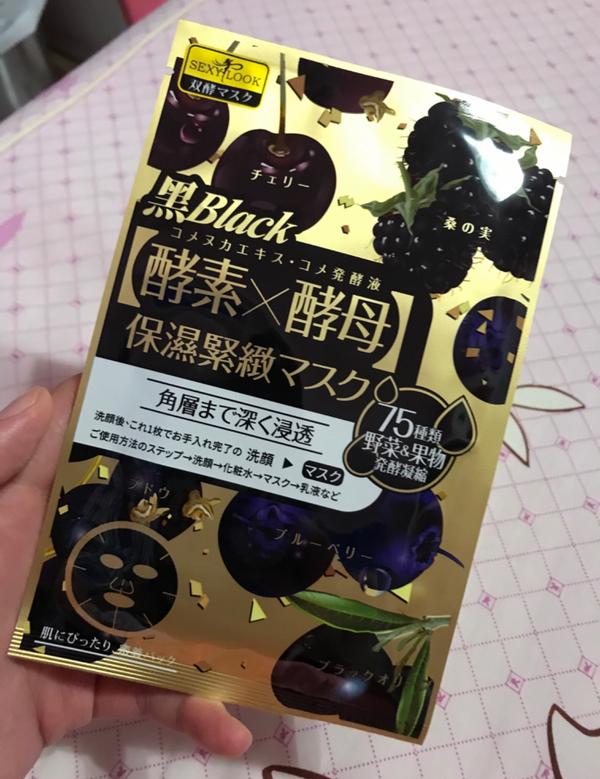 SEXYLOOK
双酵マスク
チェリー
桑の実
黒Black
コメヌカエキス・コメ発酵液
【酵素×酵母】
保濕緊緻マスク
角層まで深く浸透
洗顔後、これ1枚でお手入れ完了の 洗顔 ▶ マスク
ご使用方法のステップ→洗顔→化粧水→マスク→乳液など
75種類
野菜&果物
発酵凝縮
ブドウ
ブルーベリー
肌にぴったり
ブラックオリ